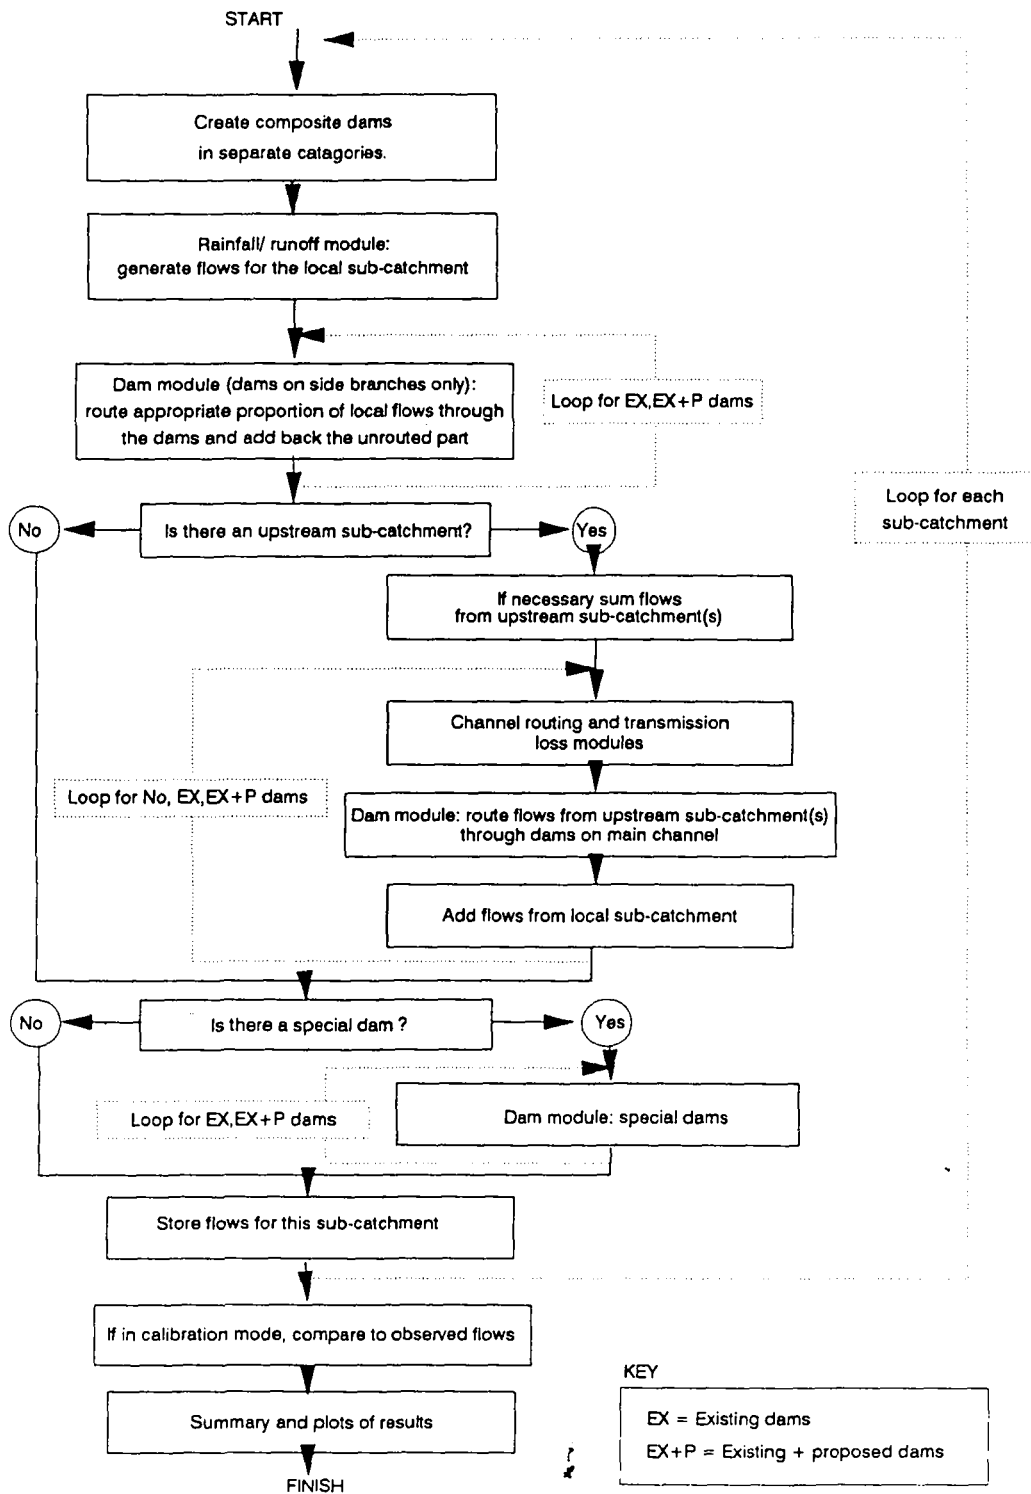 START
Create composite dams
in separate catagories.
Rainfall/ runoff module:
generate flows for the local sub-catchment
Dam module (dams on side branches only):
route appropriate proportion of local flows through
the dams and add back the unrouted part
Loop for EX,EX+P dams
Loop for each
sub-catchment
No
Is there an upstream sub-catchment?
Yes
If necessary sum flows
from upstream sub-catchment(s)
Channel routing and transmission
loss modules
Loop for No, EX,EX+P dams
Dam module: route flows from upstream sub-catchment(s)
through dams on main channel
Add flows from local sub-catchment
No
Is there a special dam ?
Yes
Loop for EX,EX+P dams
Dam module: special dams
Store flows for this sub-catchment
If in calibration mode, compare to observed flows
Summary and plots of results
FINISH
KEY
EX = Existing dams
EX+P = Existing + proposed dams